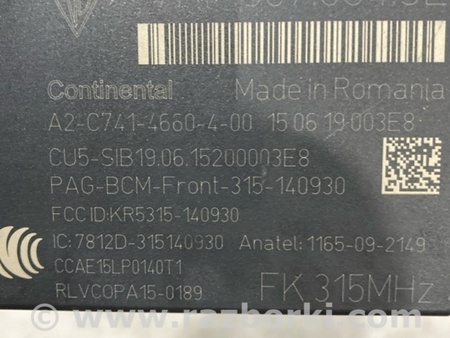 Continental Made in Romania
A2-C741-4660-4-00 15 06 19 003E8
CU5-SIB19.06.15200003E8
PAG-BCM-Front-315-140930
FCC ID:KR5315-140930
IC: 7812D-315140930 Anatel: 1165-09-2149
CCAE15LP0140T1
RLVCOPA15-0189 FK 315MHz
© www.razborki.com